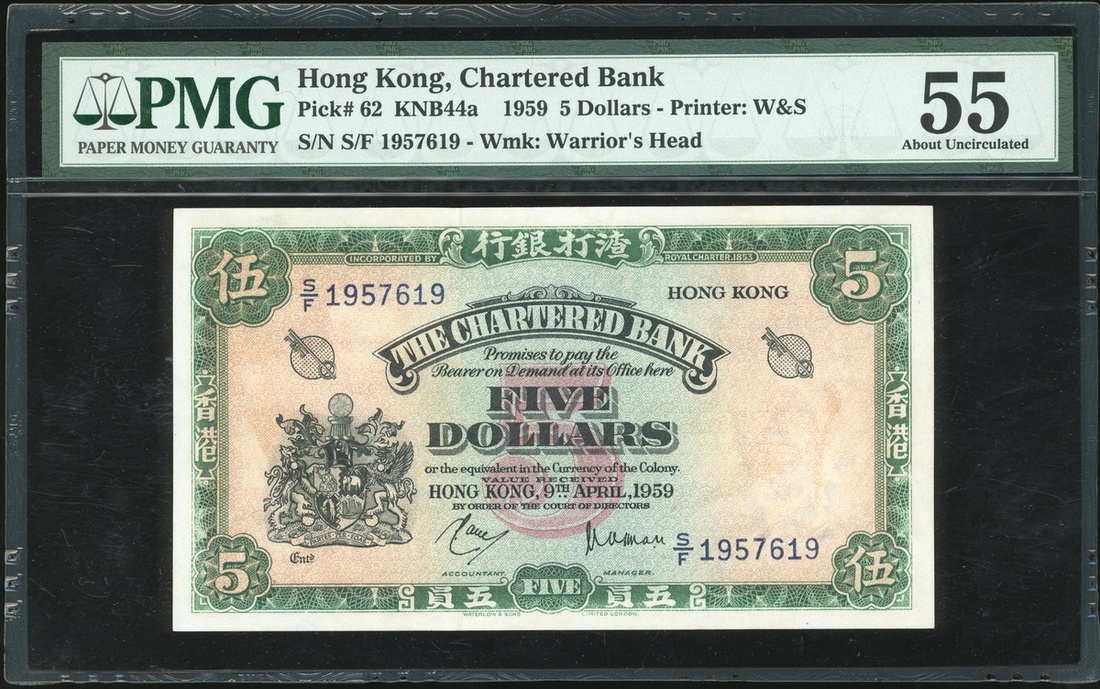 PMG
PAPER MONEY GUARANTY
Hong Kong, Chartered Bank
Pick# 62 KNB44a 1959 5 Dollars - Printer: W&S
S/N S/F 1957619 - Wmk: Warrior's Head
55
About Uncirculated
行銀打渣
INCORPORATED BY ROYAL CHARTER.1853
伍
5
S/F 1957619
HONG KONG
THE CHARTERED BANK
Promises to pay the
Bearer on Demand at its Office here
FIVE
DOLLARS
5
or the equivalent in the Currency of the Colony.
VALUE RECEIVED
HONG KONG, 9TH APRIL, 1959
BY ORDER OF THE COURT OF DIRECTORS
香港
香港
Entd
S/F 1957619
ACCOUNTANT. MANAGER.
5
伍
員五
FIVE
員五
WATERLOW & SONS LIMITED LONDON.